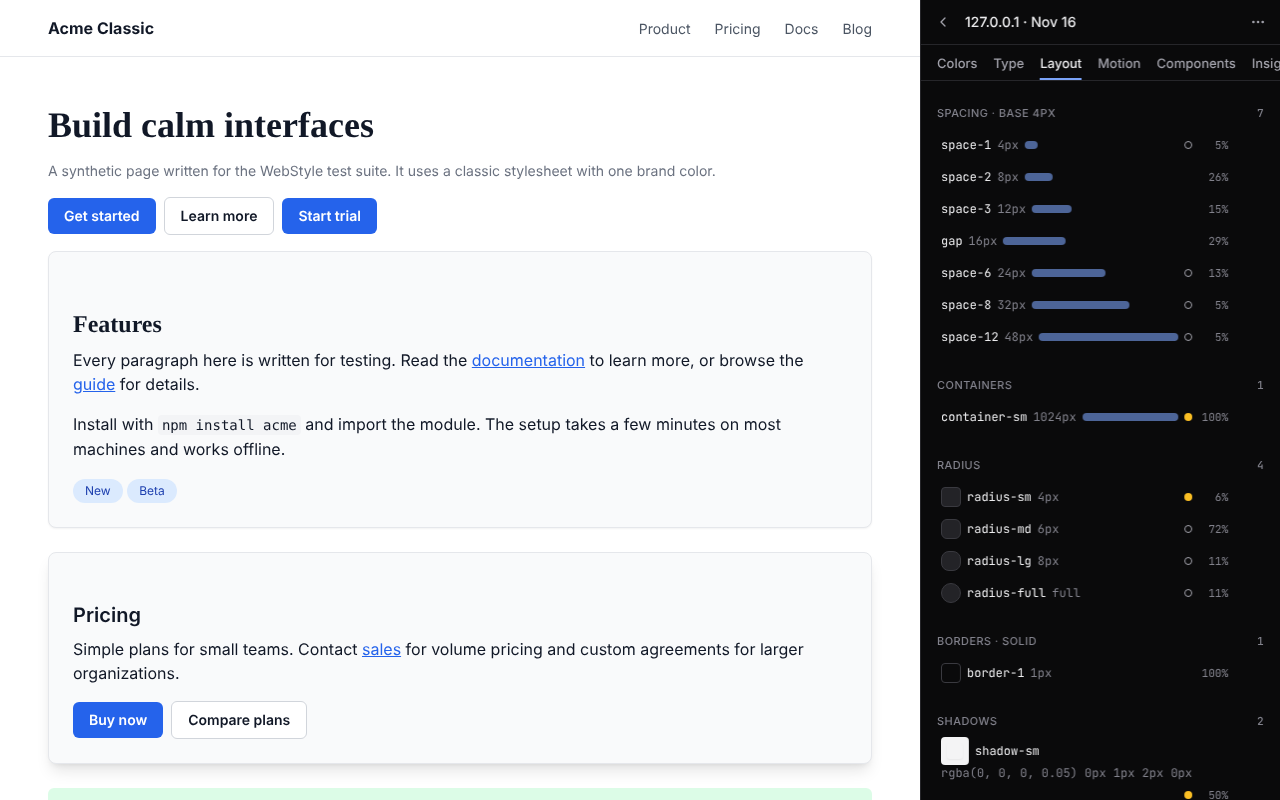 Acme Classic
Product Pricing Docs Blog
Build calm interfaces
A synthetic page written for the WebStyle test suite. It uses a classic stylesheet with one brand color.
Get started Learn more Start trial
Features
Every paragraph here is written for testing. Read the documentation to learn more, or browse the
guide for details.
Install with npm install acme and import the module. The setup takes a few minutes on most
machines and works offline.
New Beta
Pricing
Simple plans for small teams. Contact sales for volume pricing and custom agreements for larger
organizations.
Buy now Compare plans
127.0.0.1 · Nov 16
Colors Type Layout Motion Components Insig
SPACING · BASE 4PX 7
space-1 4px 5%
space-2 8px 26%
space-3 12px 15%
gap 16px 29%
space-6 24px 13%
space-8 32px 5%
space-12 48px 5%
CONTAINERS 1
container-sm 1024px 100%
RADIUS 4
radius-sm 4px 6%
radius-md 6px 72%
radius-lg 8px 11%
radius-full full 11%
BORDERS · SOLID 1
border-1 1px 100%
SHADOWS 2
shadow-sm
rgba(0, 0, 0, 0.05) 0px 1px 2px 0px
50%